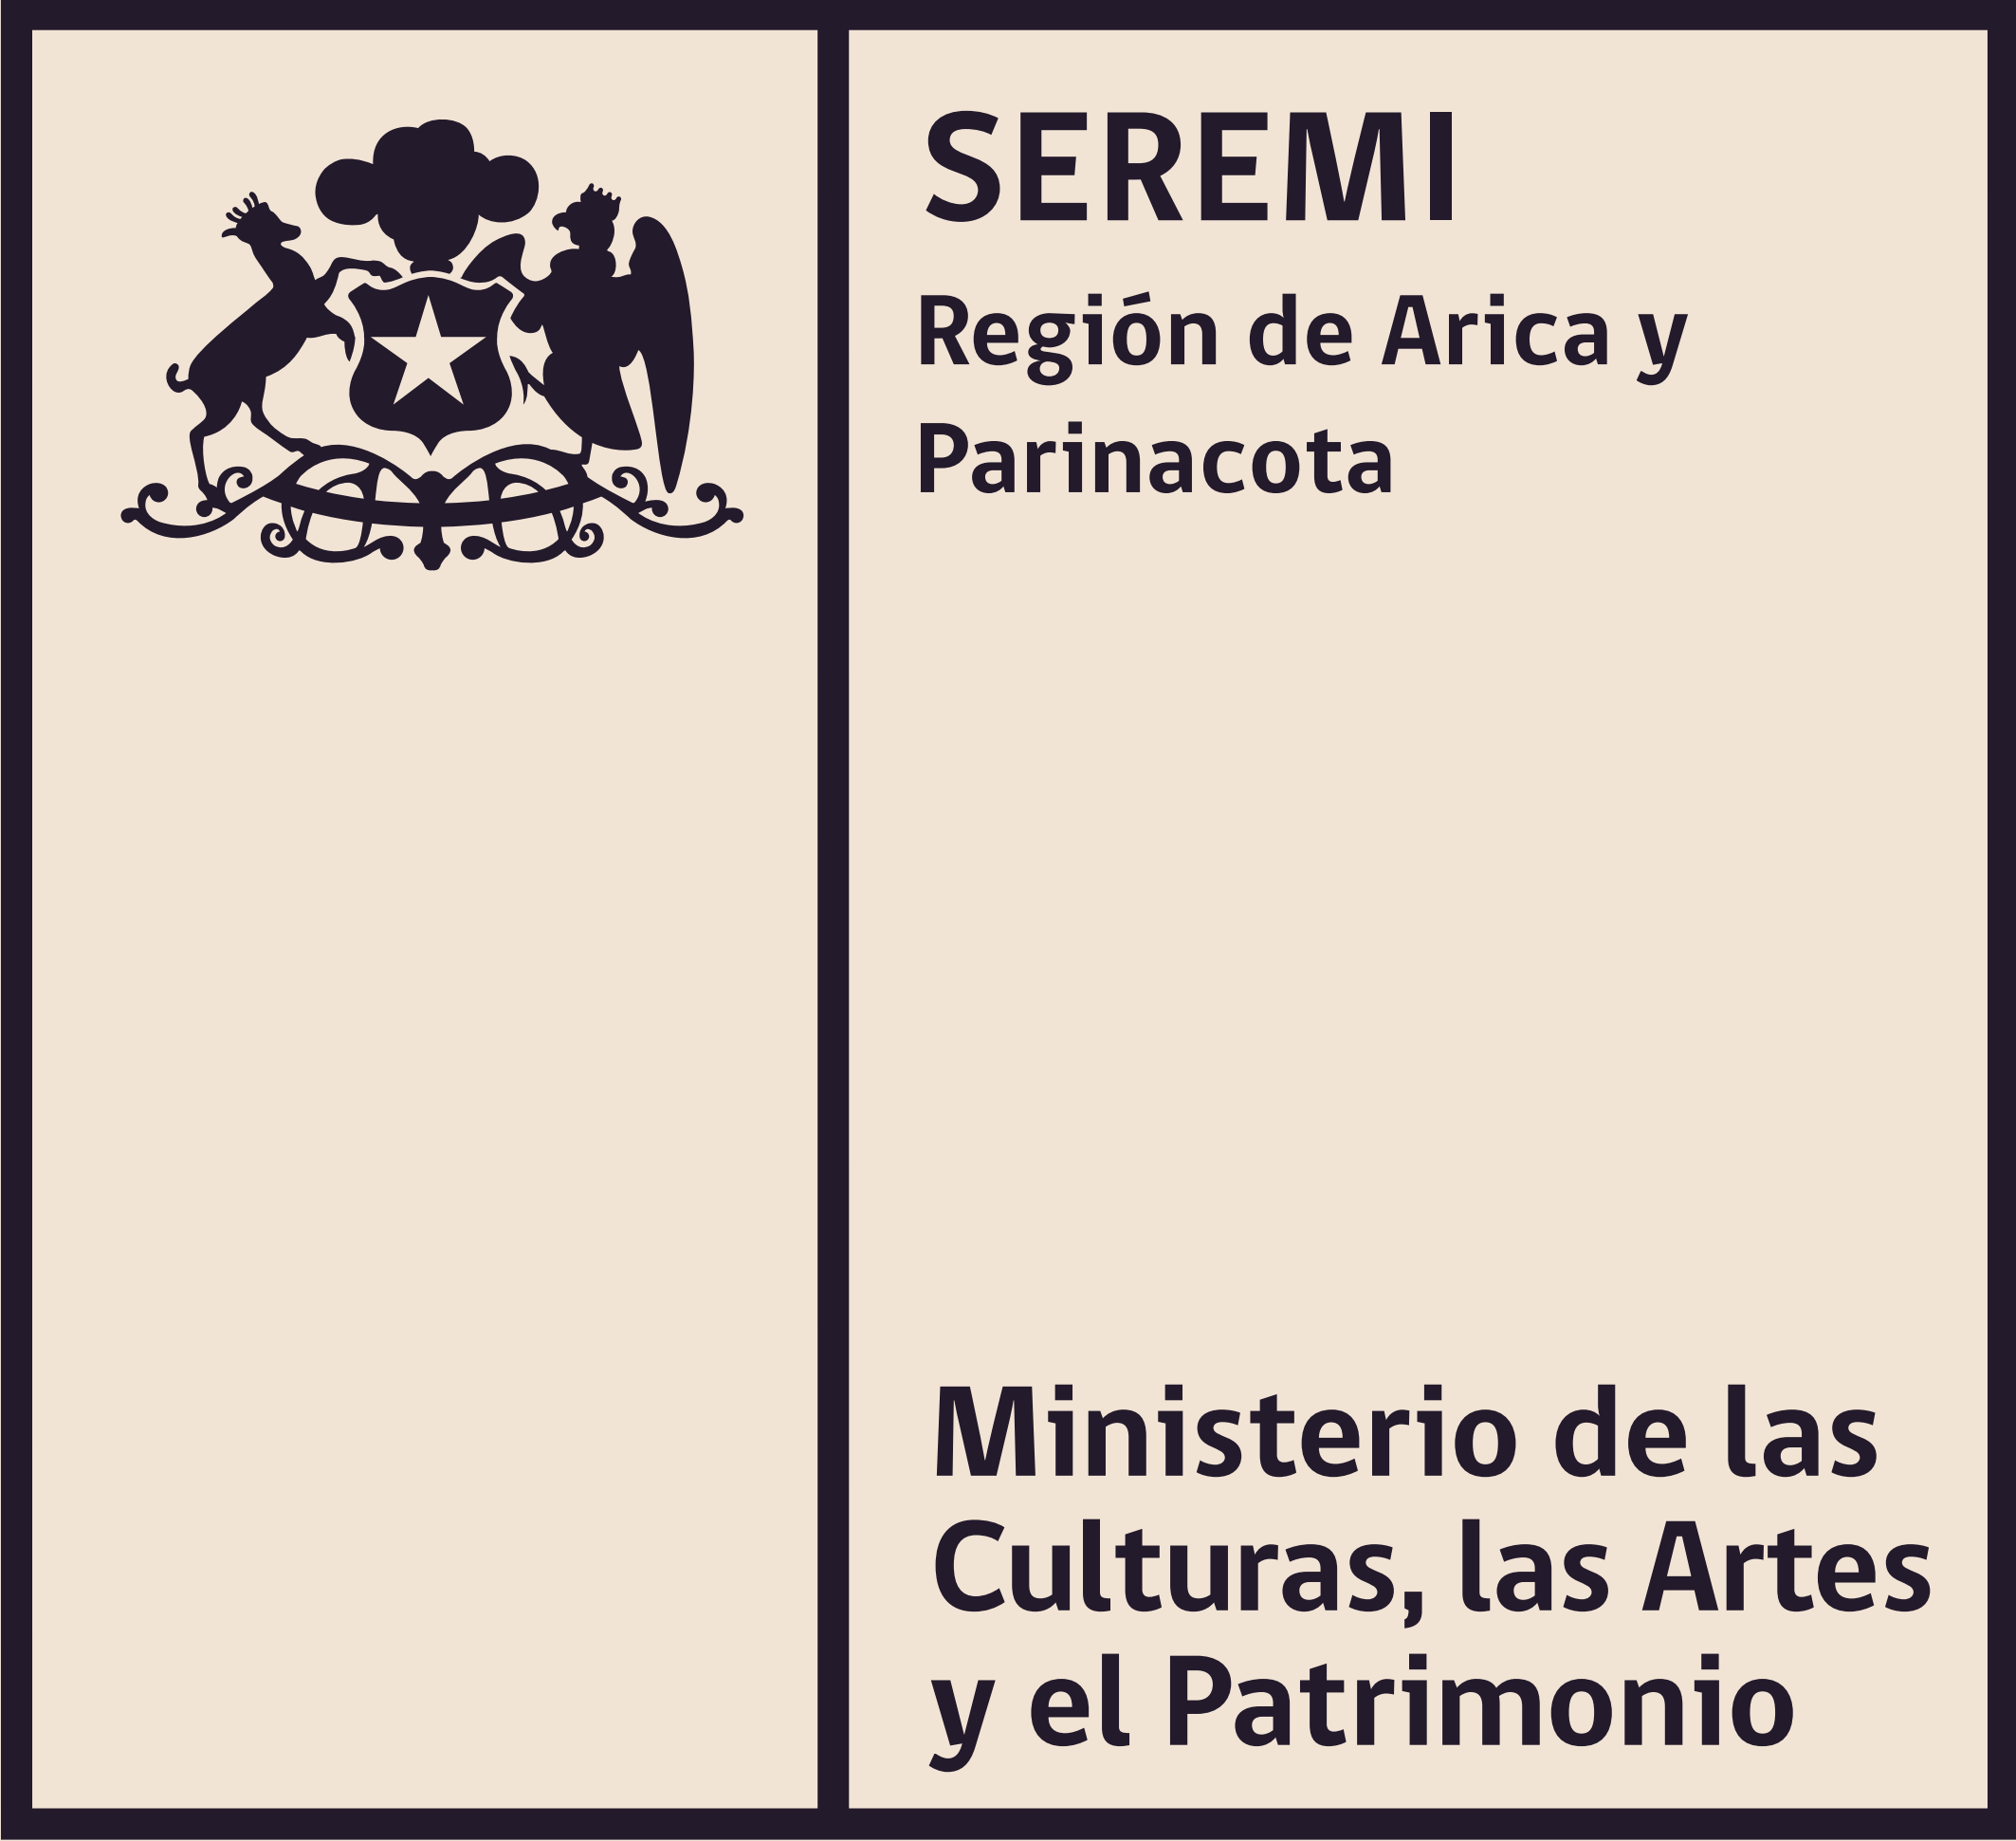 SEREMI
Región de Arica y
Parinacota
Ministerio de las
Culturas, las Artes
y el Patrimonio